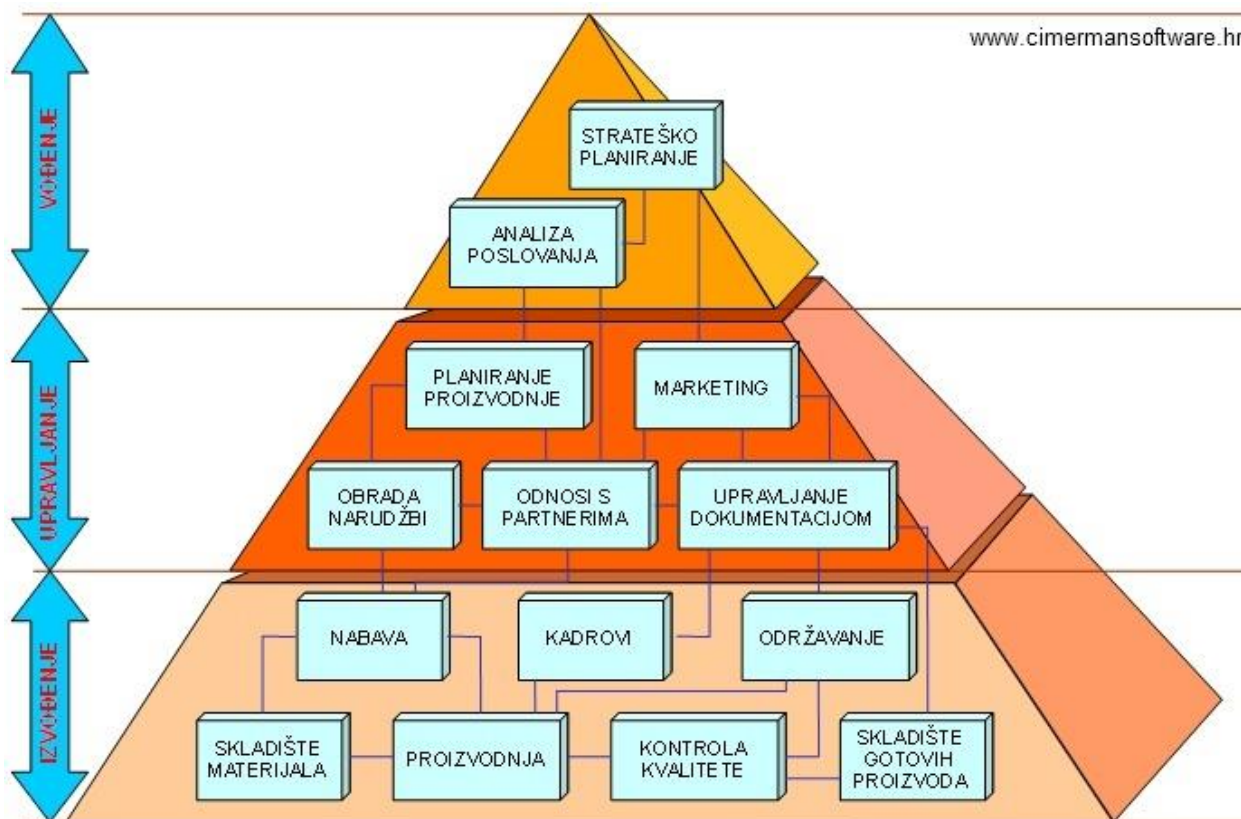 www.cimermansoftware.hr
VOĐENJE
STRATEŠKO
PLANIRANJE
ANALIZA
POSLOVANJA
UPRAVLJANJE
PLANIRANJE
PROIZVODNJE
MARKETING
OBRADA
NARUDŽBI
ODNOSI S
PARTNERIMA
UPRAVLJANJE
DOKUMENTACIJOM
IZVOĐENJE
NABAVA
KADROVI
ODRŽAVANJE
SKLADIŠTE
MATERIJALA
PROIZVODNJA
KONTROLA
KVALITETE
SKLADIŠTE
GOTOVIH
PROIZVODA